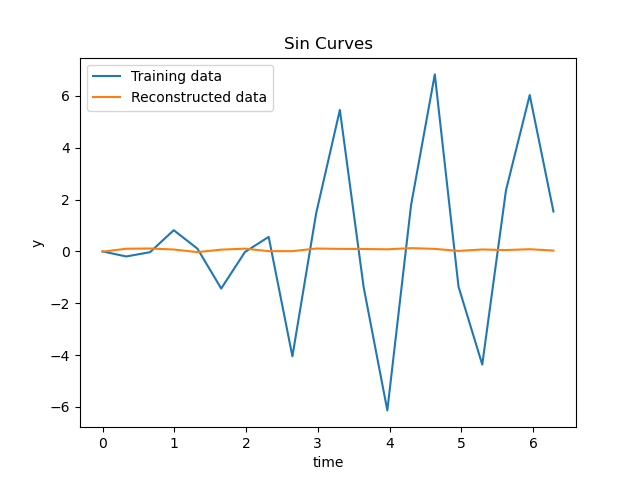 Sin Curves
Training data
Reconstructed data
6
4
2
0
−2
−4
−6
y
0 1 2 3 4 5 6
time